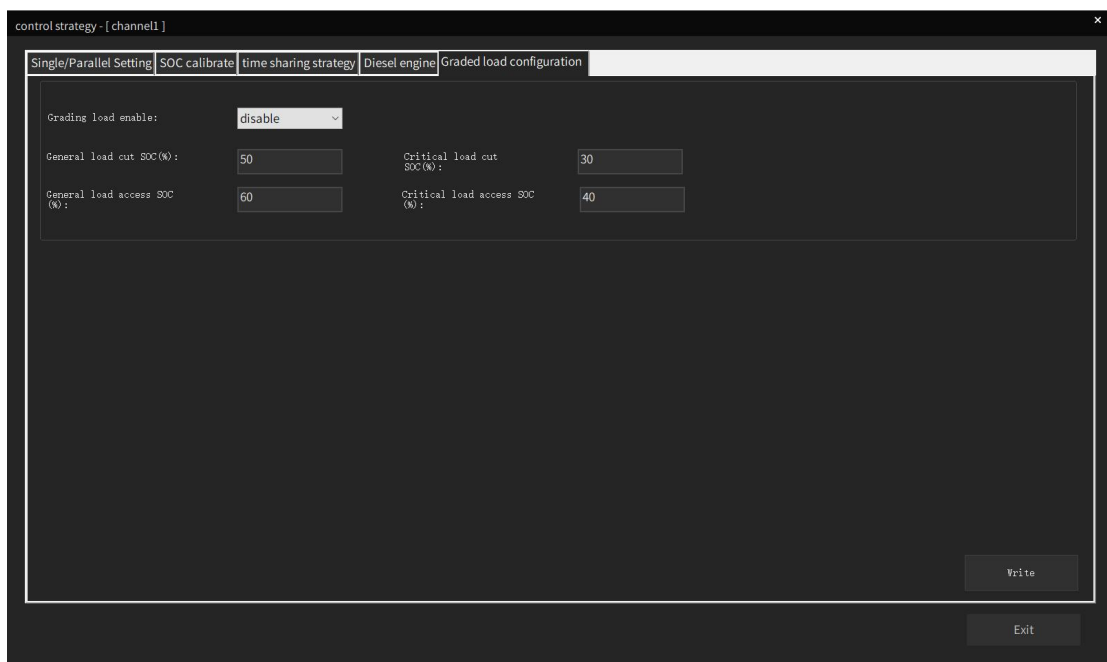 control strategy - [ channel1 ]
×
Single/Parallel Setting SOC calibrate time sharing strategy Diesel engine Graded load configuration
Grading load enable: disable
General load cut SOC(%): 50 Critical load cut SOC(%): 30
General load access SOC (%): 60 Critical load access SOC (%): 40
Write
Exit